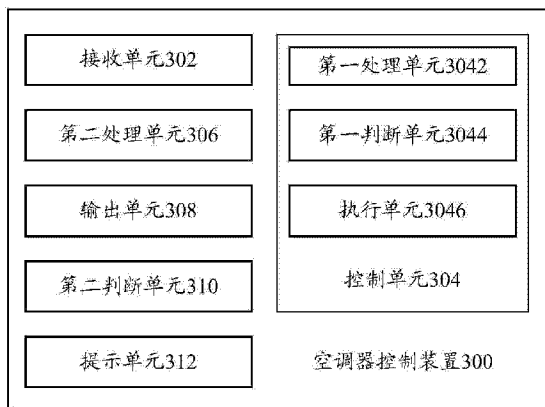 接收单元302
第二处理单元306
输出单元308
第二判断单元310
提示单元312
第一处理单元3042
第一判断单元3044
执行单元3046
控制单元304
空调器控制装置300